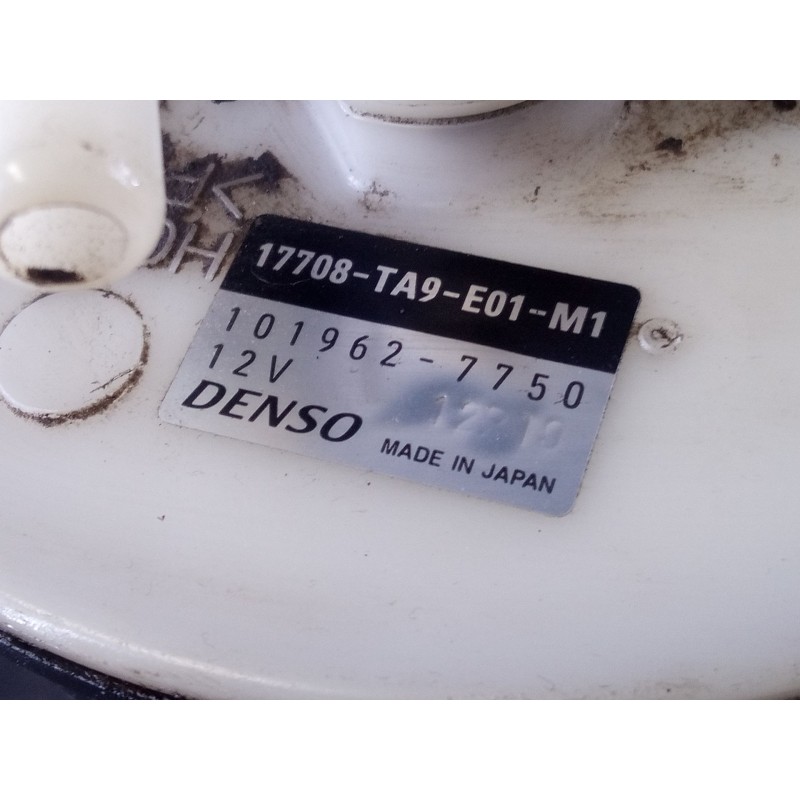 17708-TA9-E01-M1
101962-7750
12V
DENSO
MADE IN JAPAN